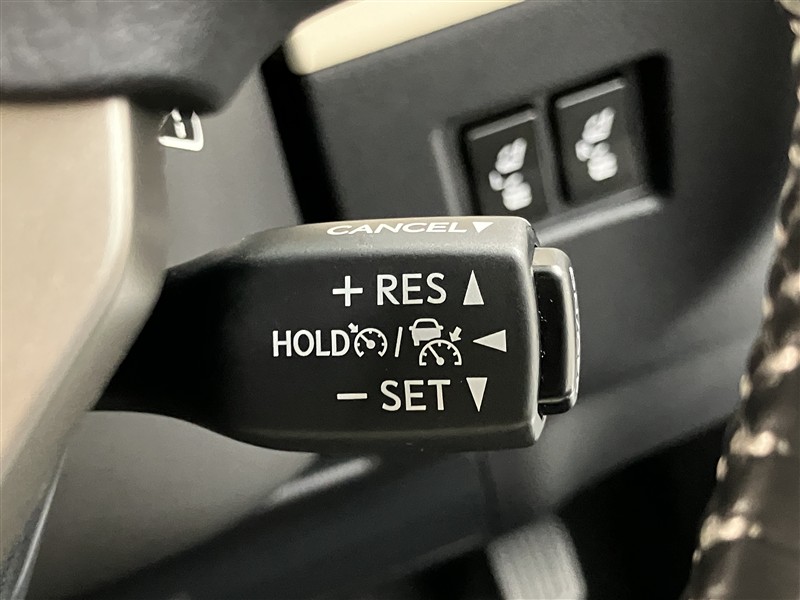 CANCEL▼
+ RES ▲
HOLD / ◀
− SET ▼